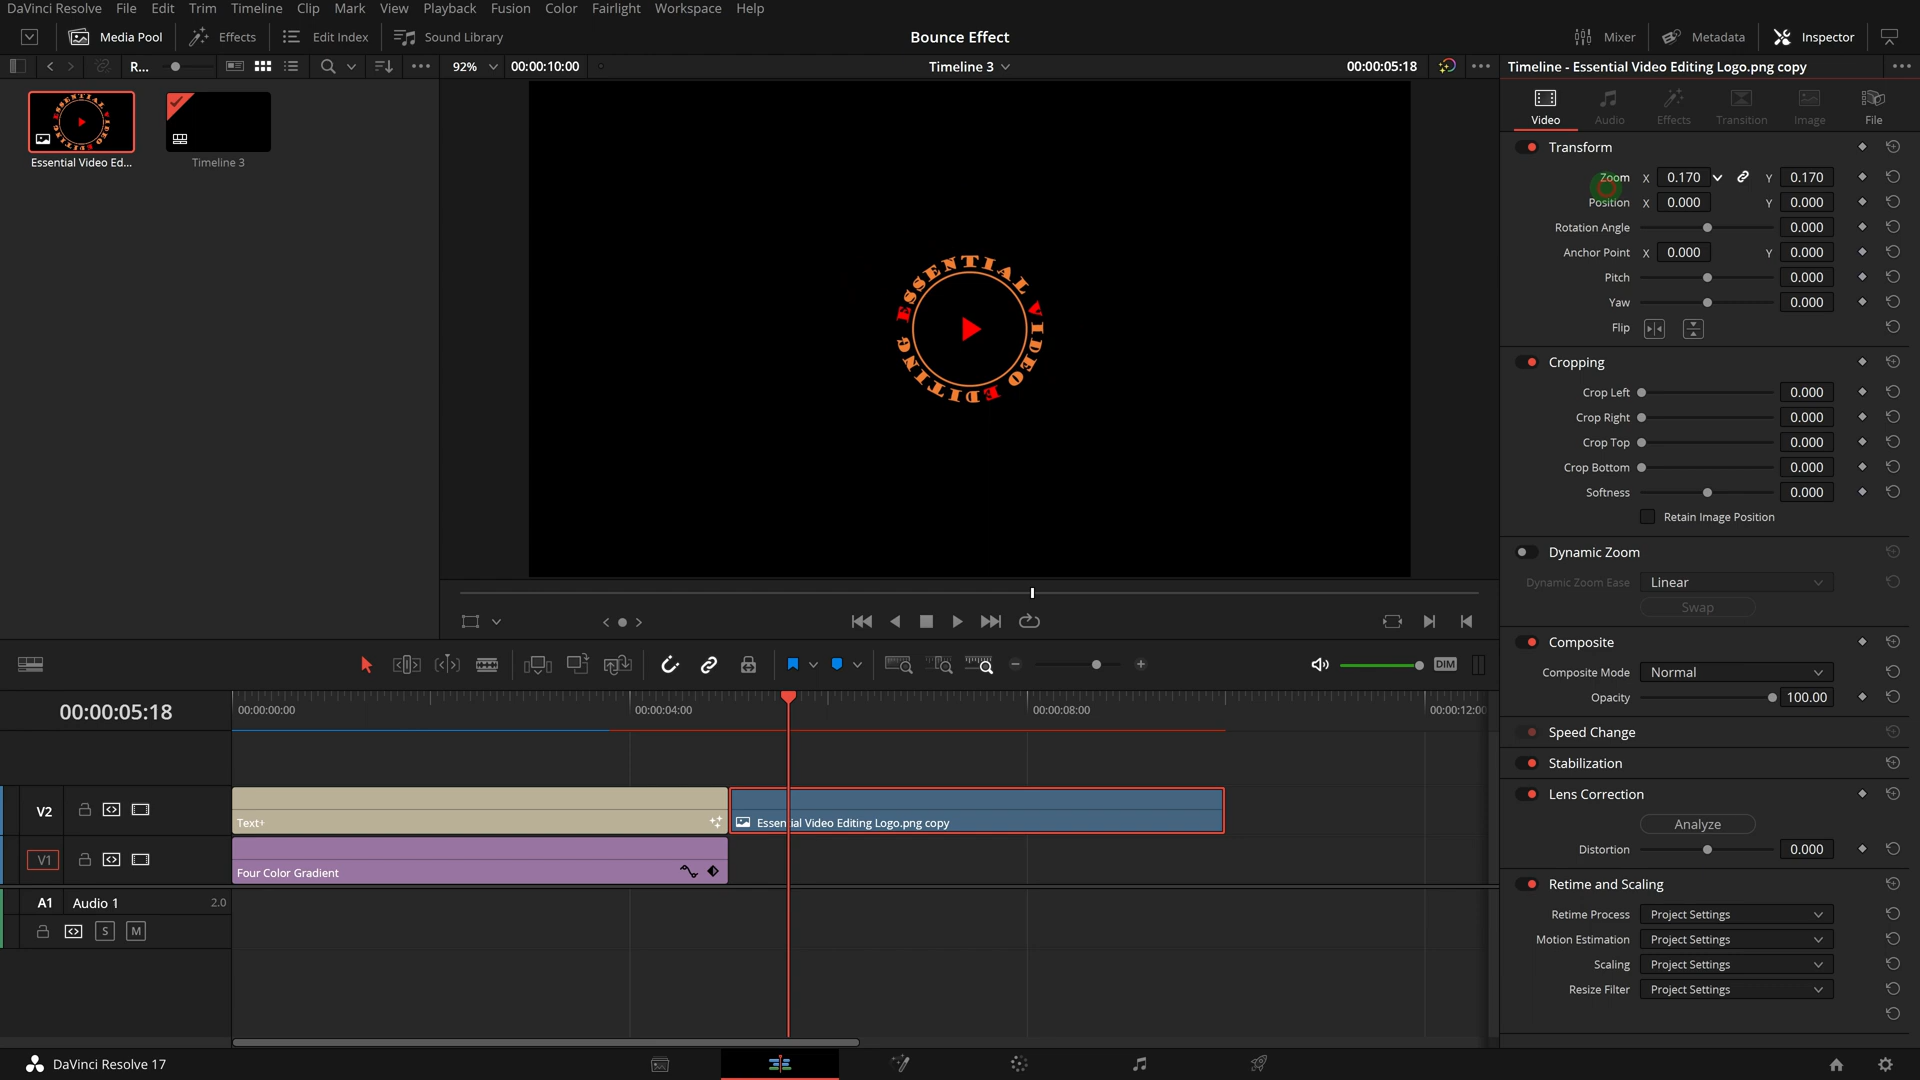 DaVinci Resolve File Edit Trim Timeline Clip Mark View Playback Fusion Color Fairlight Workspace Help
Media Pool Effects Edit Index Sound Library Bounce Effect Mixer Metadata Inspector
R... 92% 00:00:10:00 Timeline 3 00:00:05:18 Timeline - Essential Video Editing Logo.png copy
Video Audio Effects Transition Image File
Essential Video Ed... Timeline 3
ESSENTIAL VIDEO EDITING
Transform
Zoom X 0.170 Y 0.170
Position X 0.000 Y 0.000
Rotation Angle 0.000
Anchor Point X 0.000 Y 0.000
Pitch 0.000
Yaw 0.000
Flip
Cropping
Crop Left 0.000
Crop Right 0.000
Crop Top 0.000
Crop Bottom 0.000
Softness 0.000
Retain Image Position
Dynamic Zoom
Dynamic Zoom Ease Linear
Swap
Composite
Composite Mode Normal
Opacity 100.00
Speed Change
Stabilization
Lens Correction
Analyze
Distortion 0.000
Retime and Scaling
Retime Process Project Settings
Motion Estimation Project Settings
Scaling Project Settings
Resize Filter Project Settings
DIM
00:00:05:18 00:00:00:00 00:00:04:00 00:00:08:00 00:00:12:00
V2 Text+ Essential Video Editing Logo.png copy
V1 Four Color Gradient
A1 Audio 1 2.0
S M
DaVinci Resolve 17